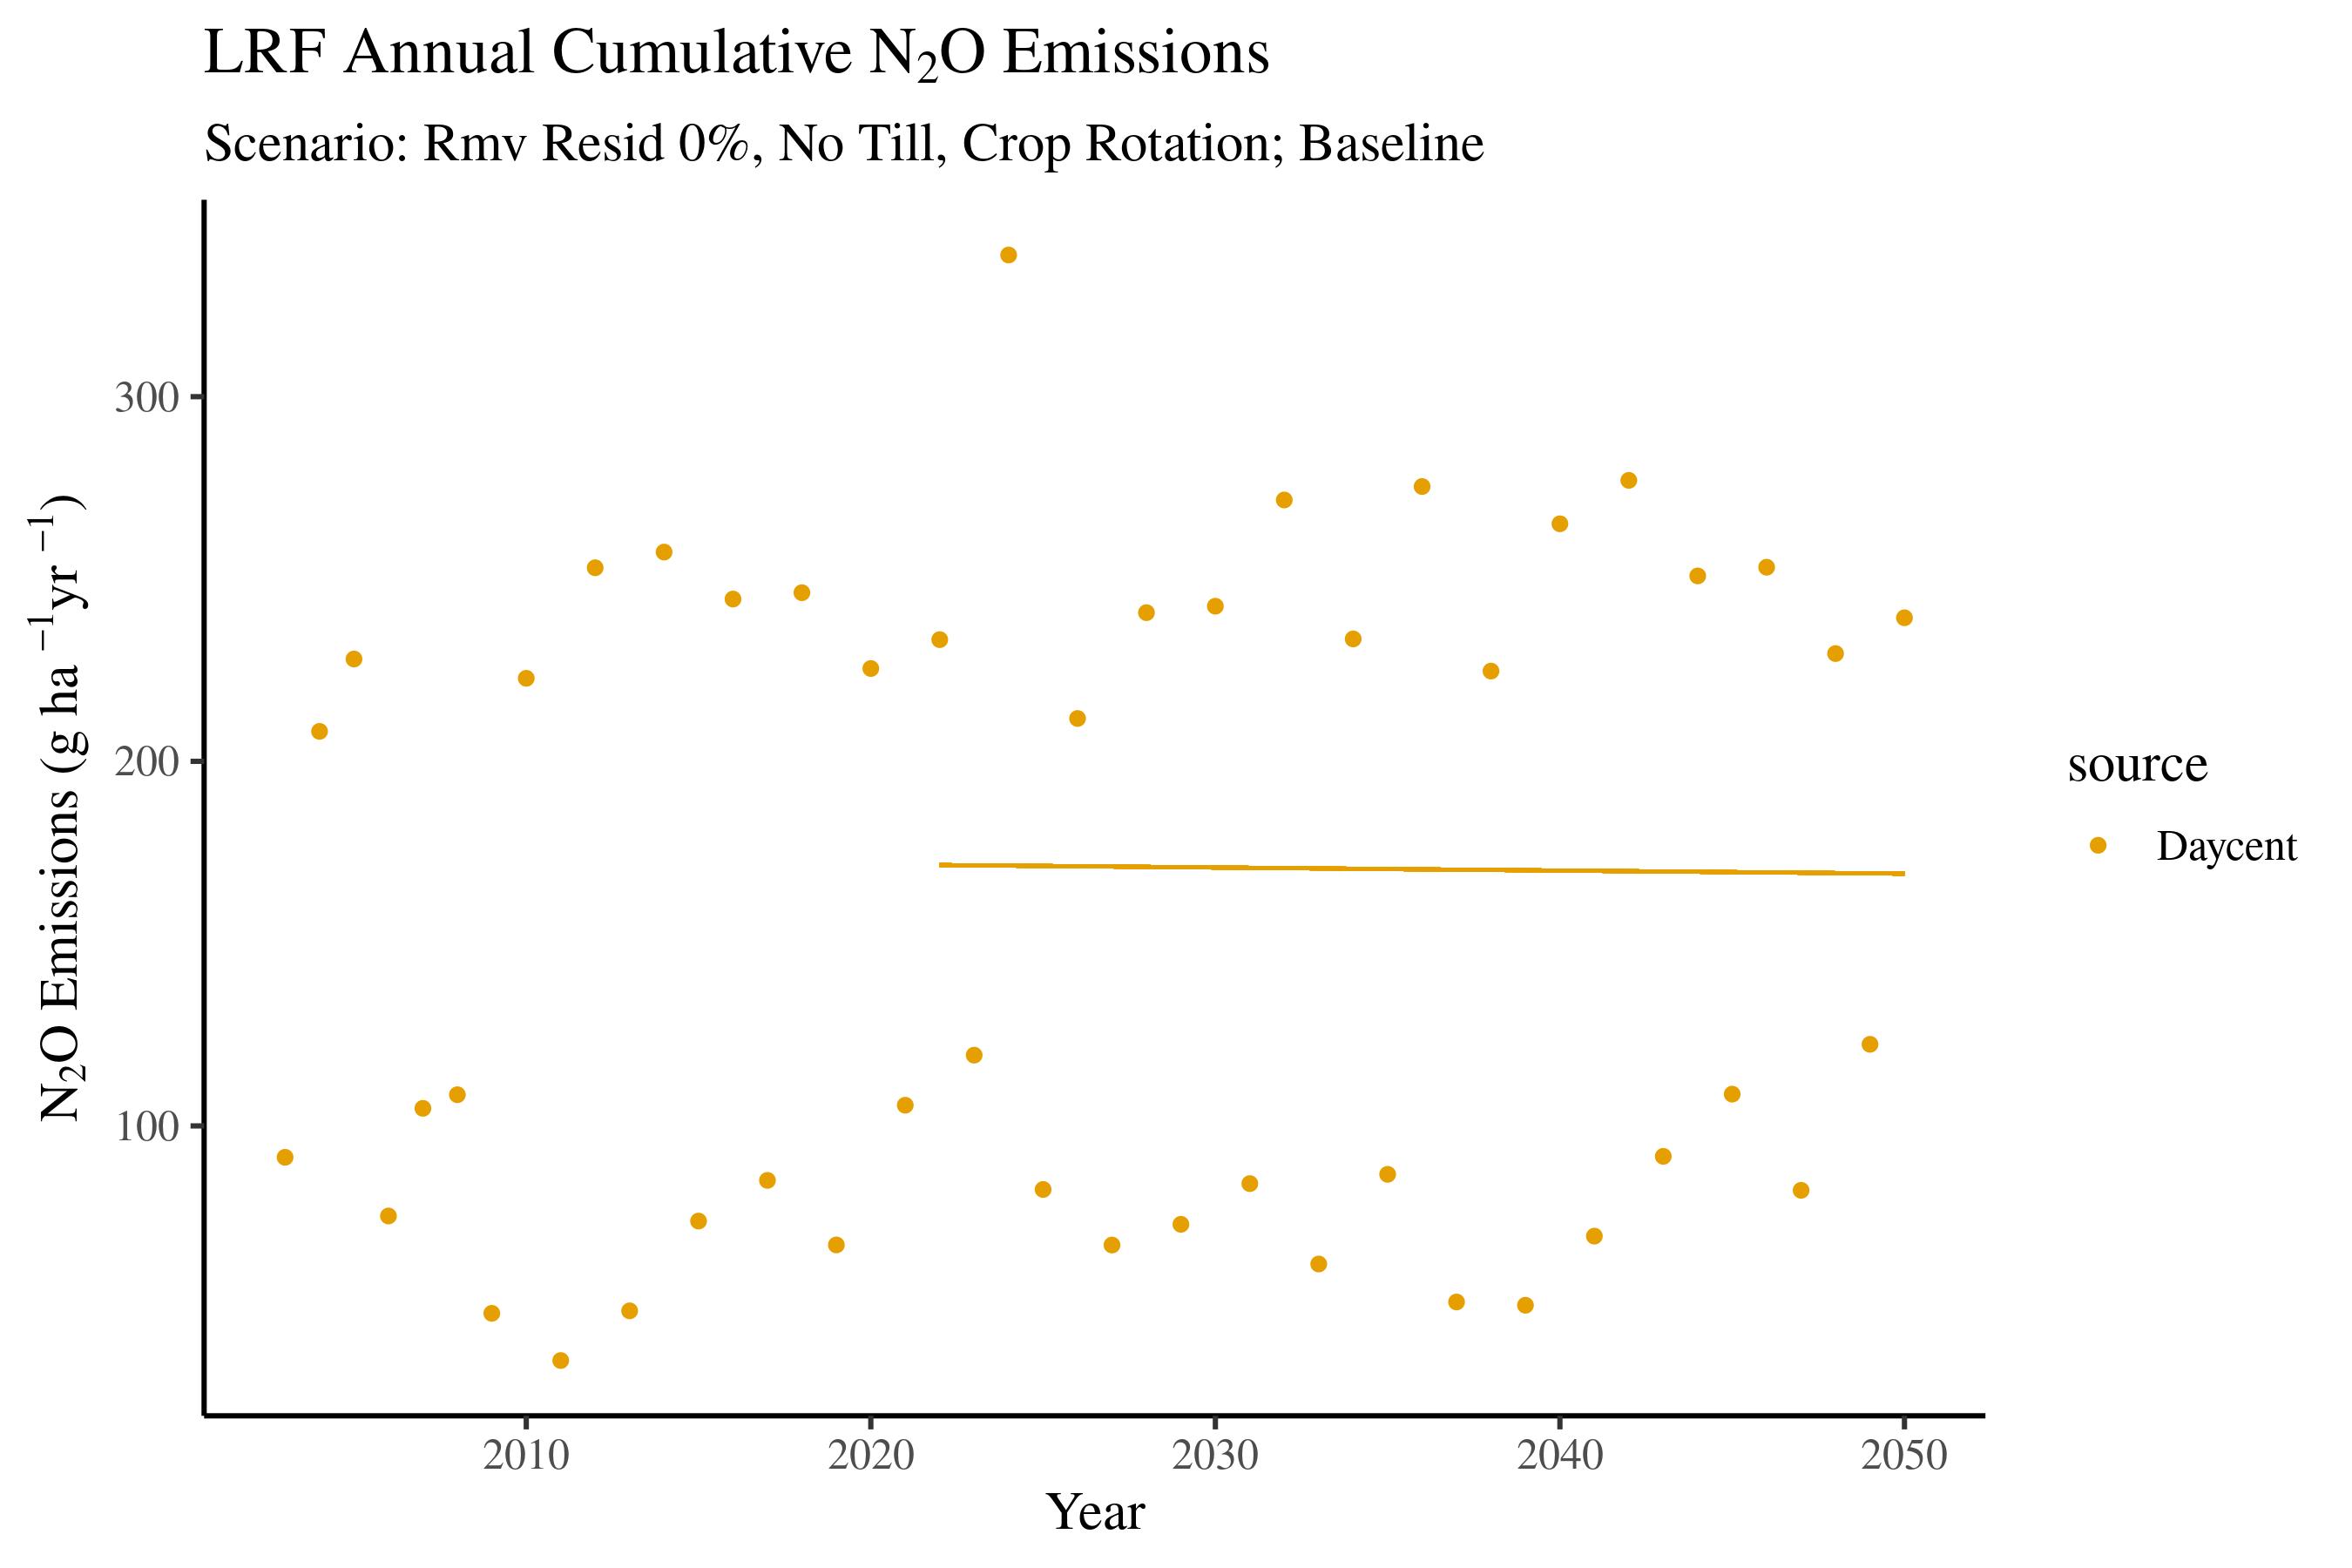 LRF Annual Cumulative N₂O Emissions
Scenario: Rmv Resid 0%, No Till, Crop Rotation; Baseline
N₂O Emissions (g ha⁻¹yr⁻¹)
300
200
100
2010 2020 2030 2040 2050
Year
source
Daycent